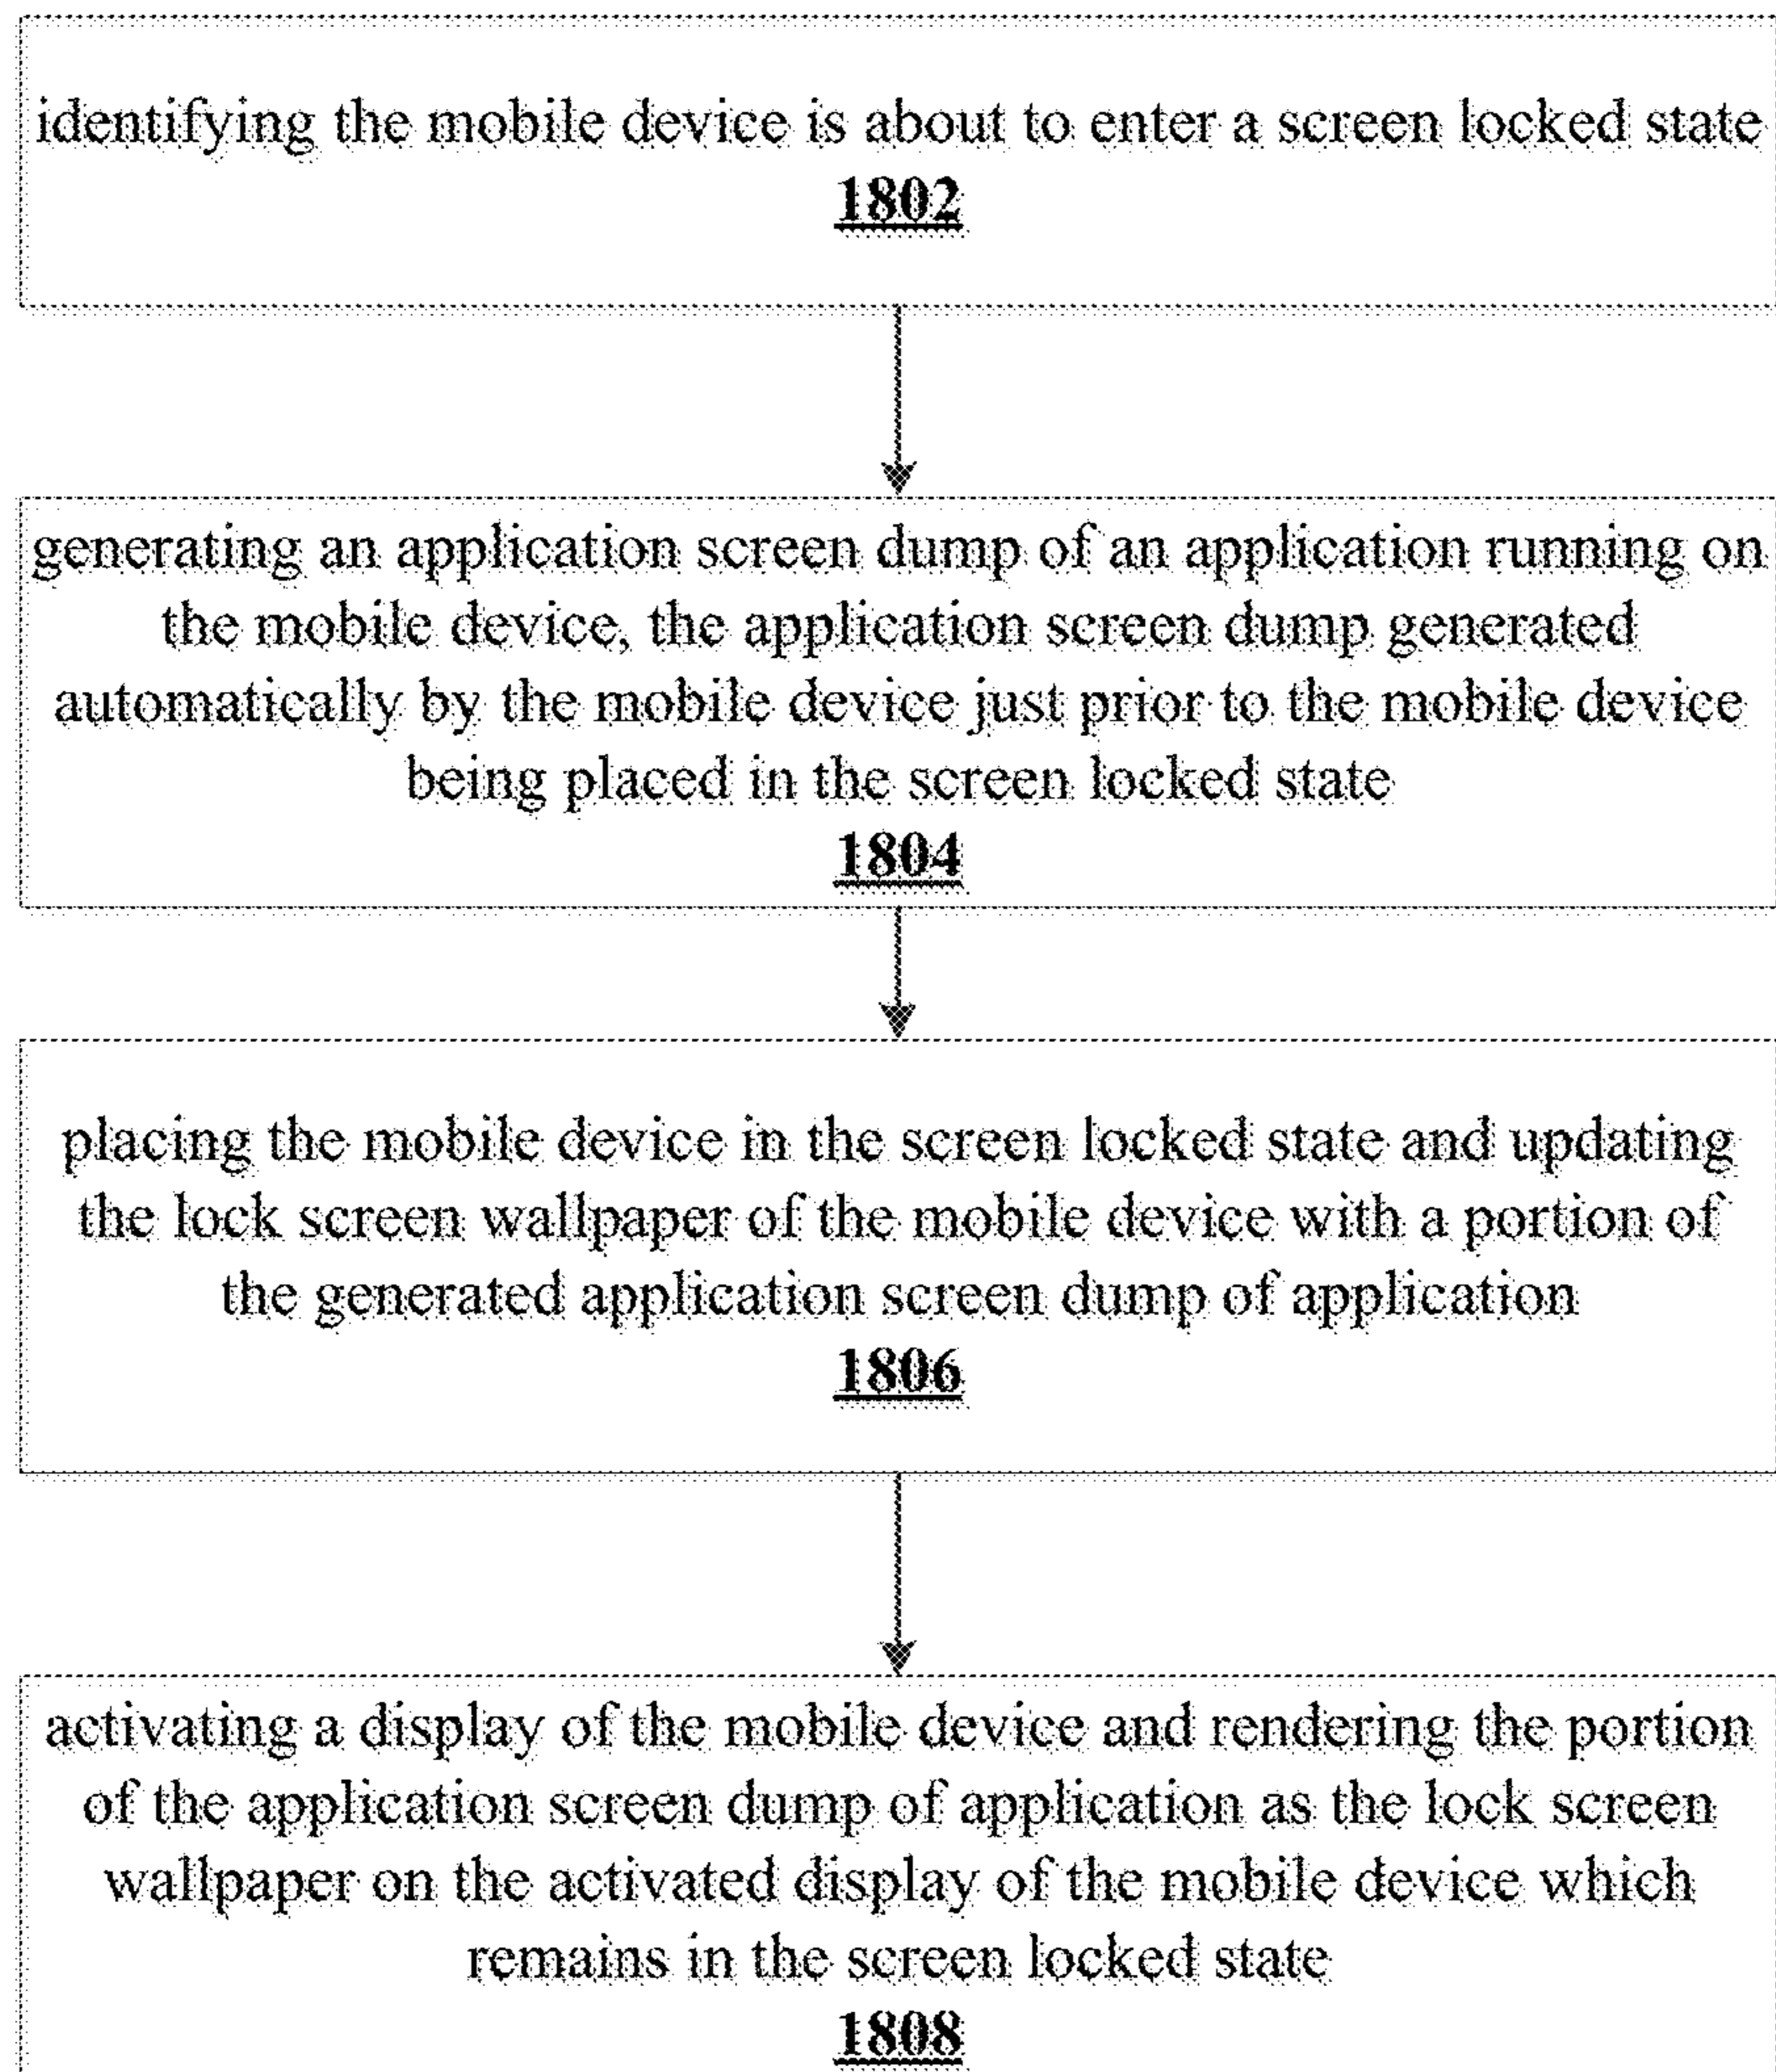 identifying the mobile device is about to enter a screen locked state
1802
generating an application screen dump of an application running on
the mobile device, the application screen dump generated
automatically by the mobile device just prior to the mobile device
being placed in the screen locked state
1804
placing the mobile device in the screen locked state and updating
the lock screen wallpaper of the mobile device with a portion of
the generated application screen dump of application
1806
activating a display of the mobile device and rendering the portion
of the application screen dump of application as the lock screen
wallpaper on the activated display of the mobile device which
remains in the screen locked state
1808